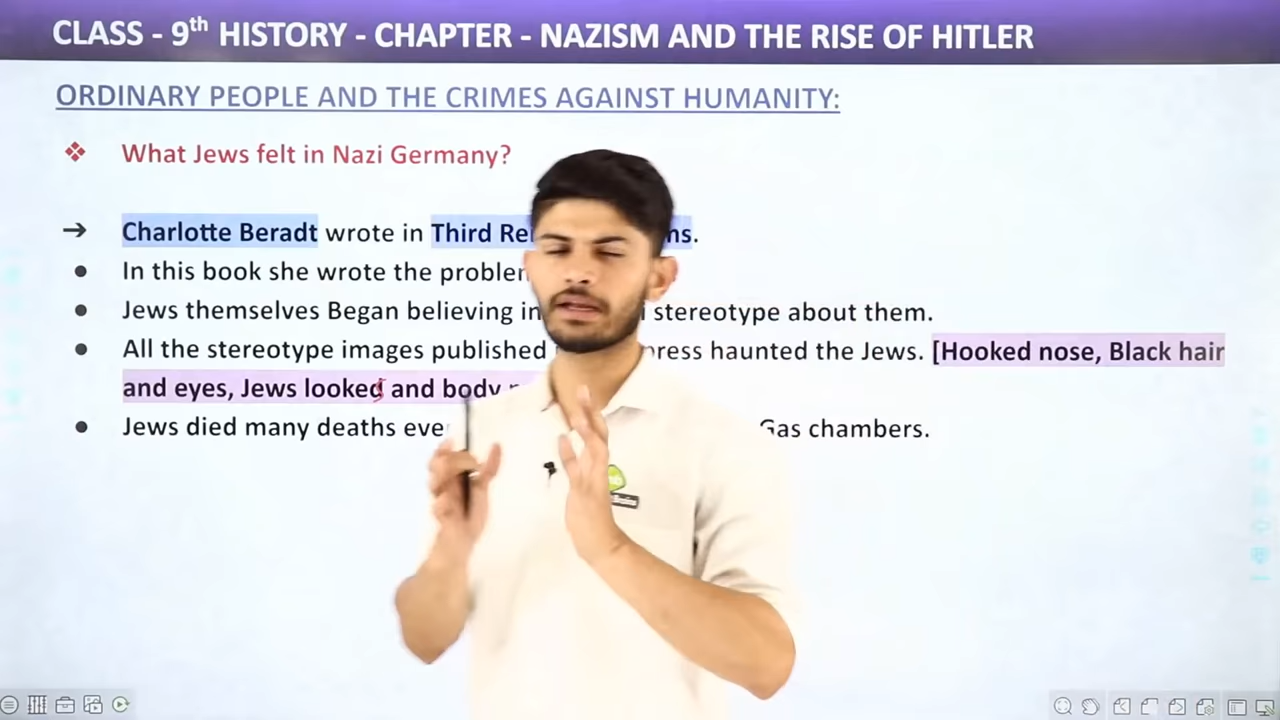 CLASS - 9th HISTORY - CHAPTER - NAZISM AND THE RISE OF HITLER
ORDINARY PEOPLE AND THE CRIMES AGAINST HUMANITY:
What Jews felt in Nazi Germany?
Charlotte Beradt wrote in Third
In this book she wrote the
Jews themselves Began believing in stereotype about them.
All the stereotype images published press haunted the Jews. [Hooked nose, Black hair
and eyes, Jews looked and body
Jews died many deaths Gas chambers.